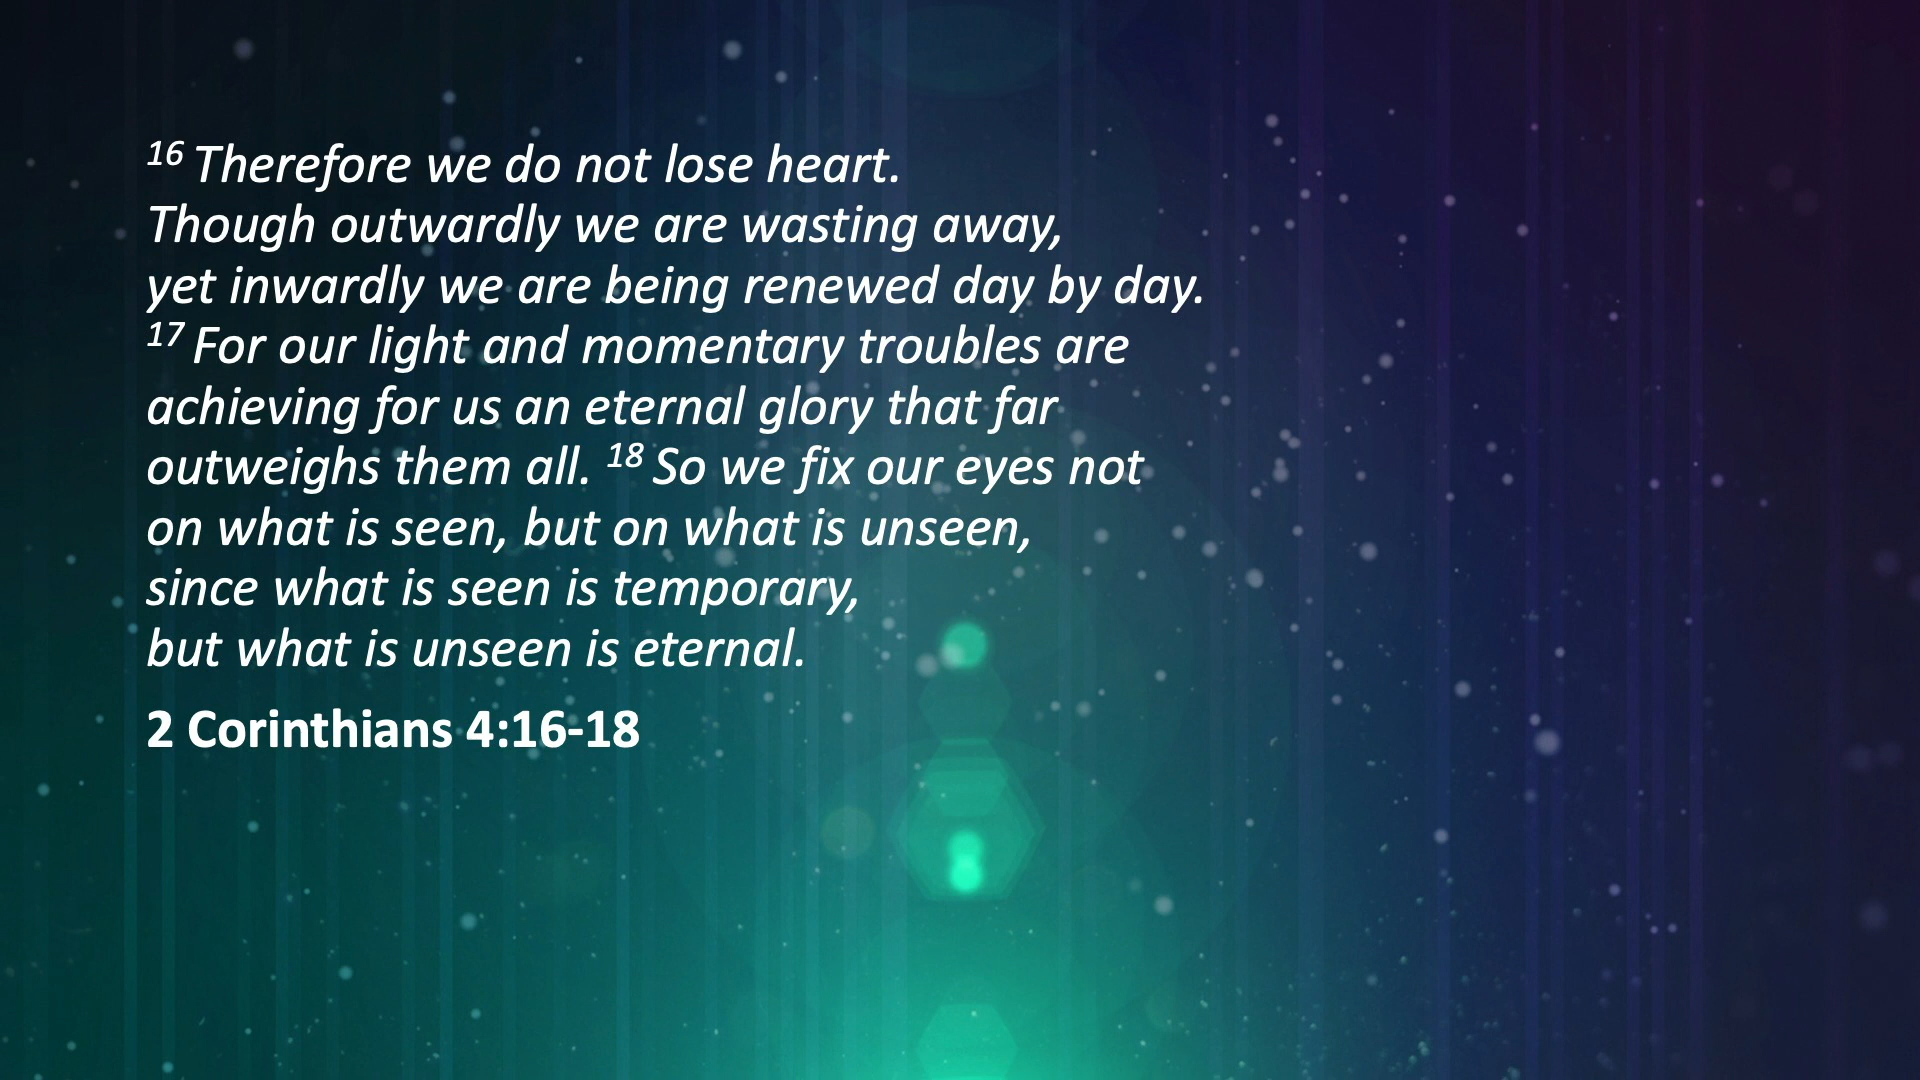 16 Therefore we do not lose heart.
Though outwardly we are wasting away,
yet inwardly we are being renewed day by day.
17 For our light and momentary troubles are
achieving for us an eternal glory that far
outweighs them all. 18 So we fix our eyes not
on what is seen, but on what is unseen,
since what is seen is temporary,
but what is unseen is eternal.
2 Corinthians 4:16-18